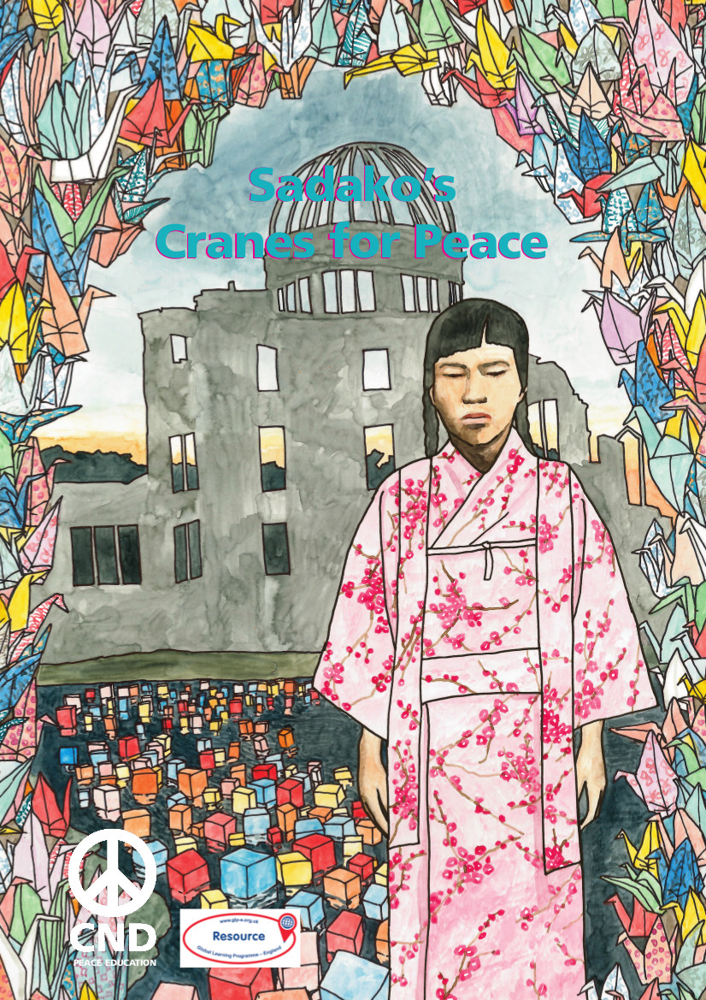 Sadako’s
Cranes for Peace
CND
PEACE EDUCATION
www.glp-e.org.uk
Resource
Global Learning Programme – England